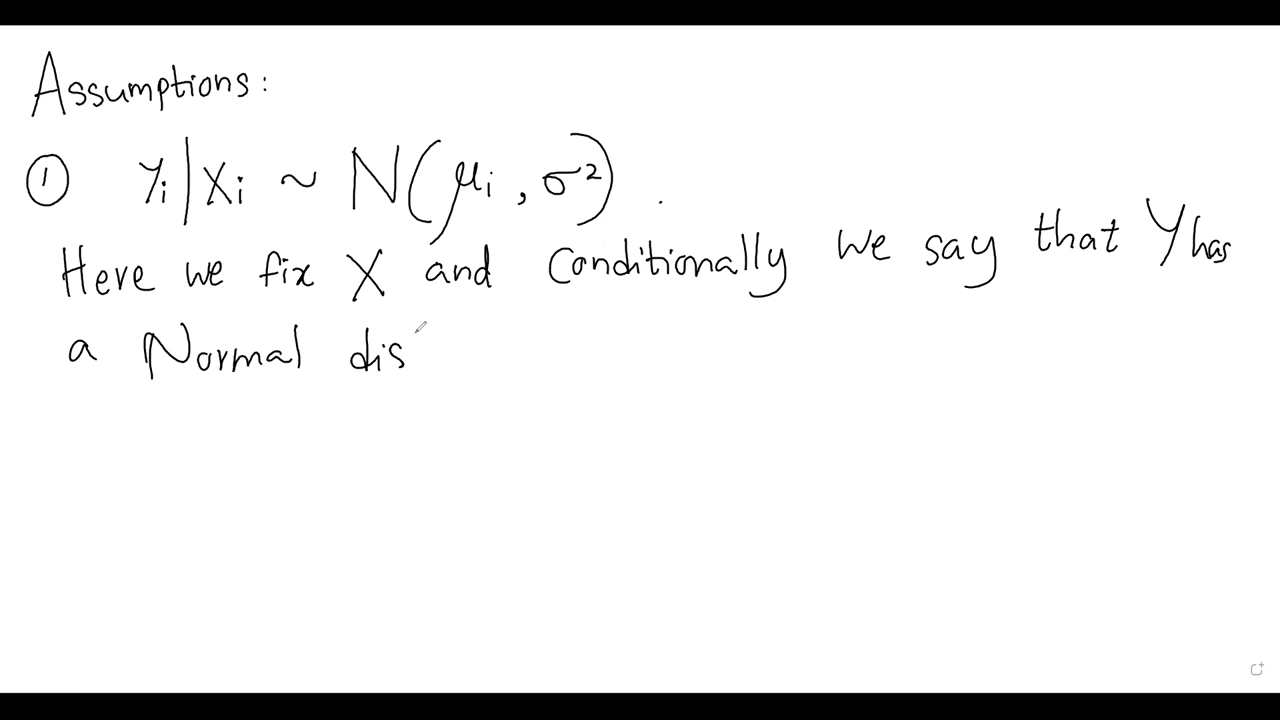 Assumptions:
① Yi | Xi ~ N(μi, σ²).
Here we fix X and Conditionally we say that Y has
a Normal dis